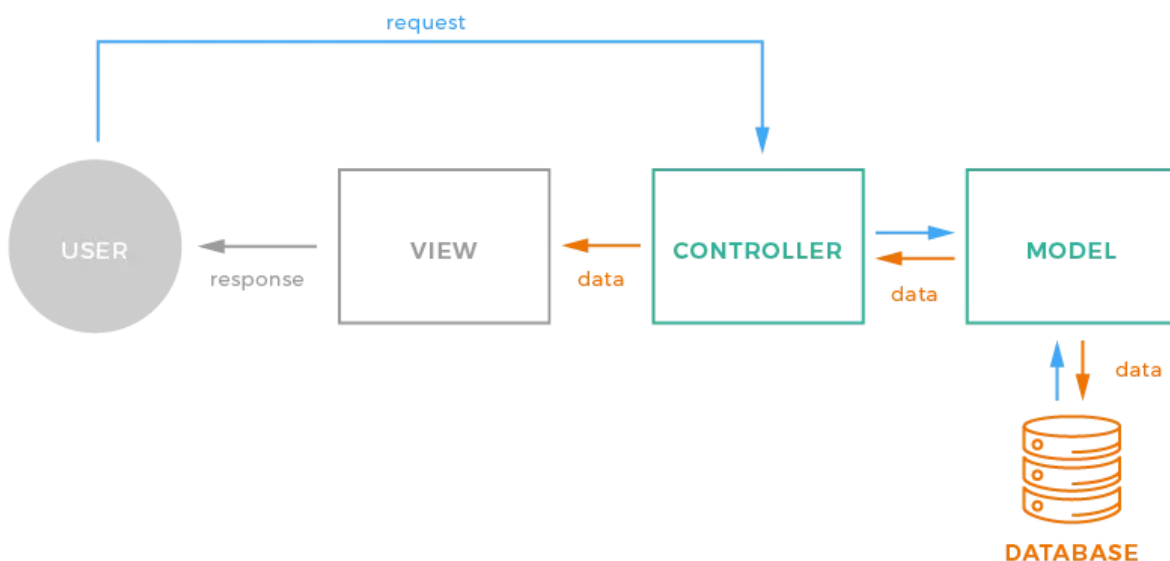 request
USER
VIEW
CONTROLLER
MODEL
response
data
data
data
DATABASE